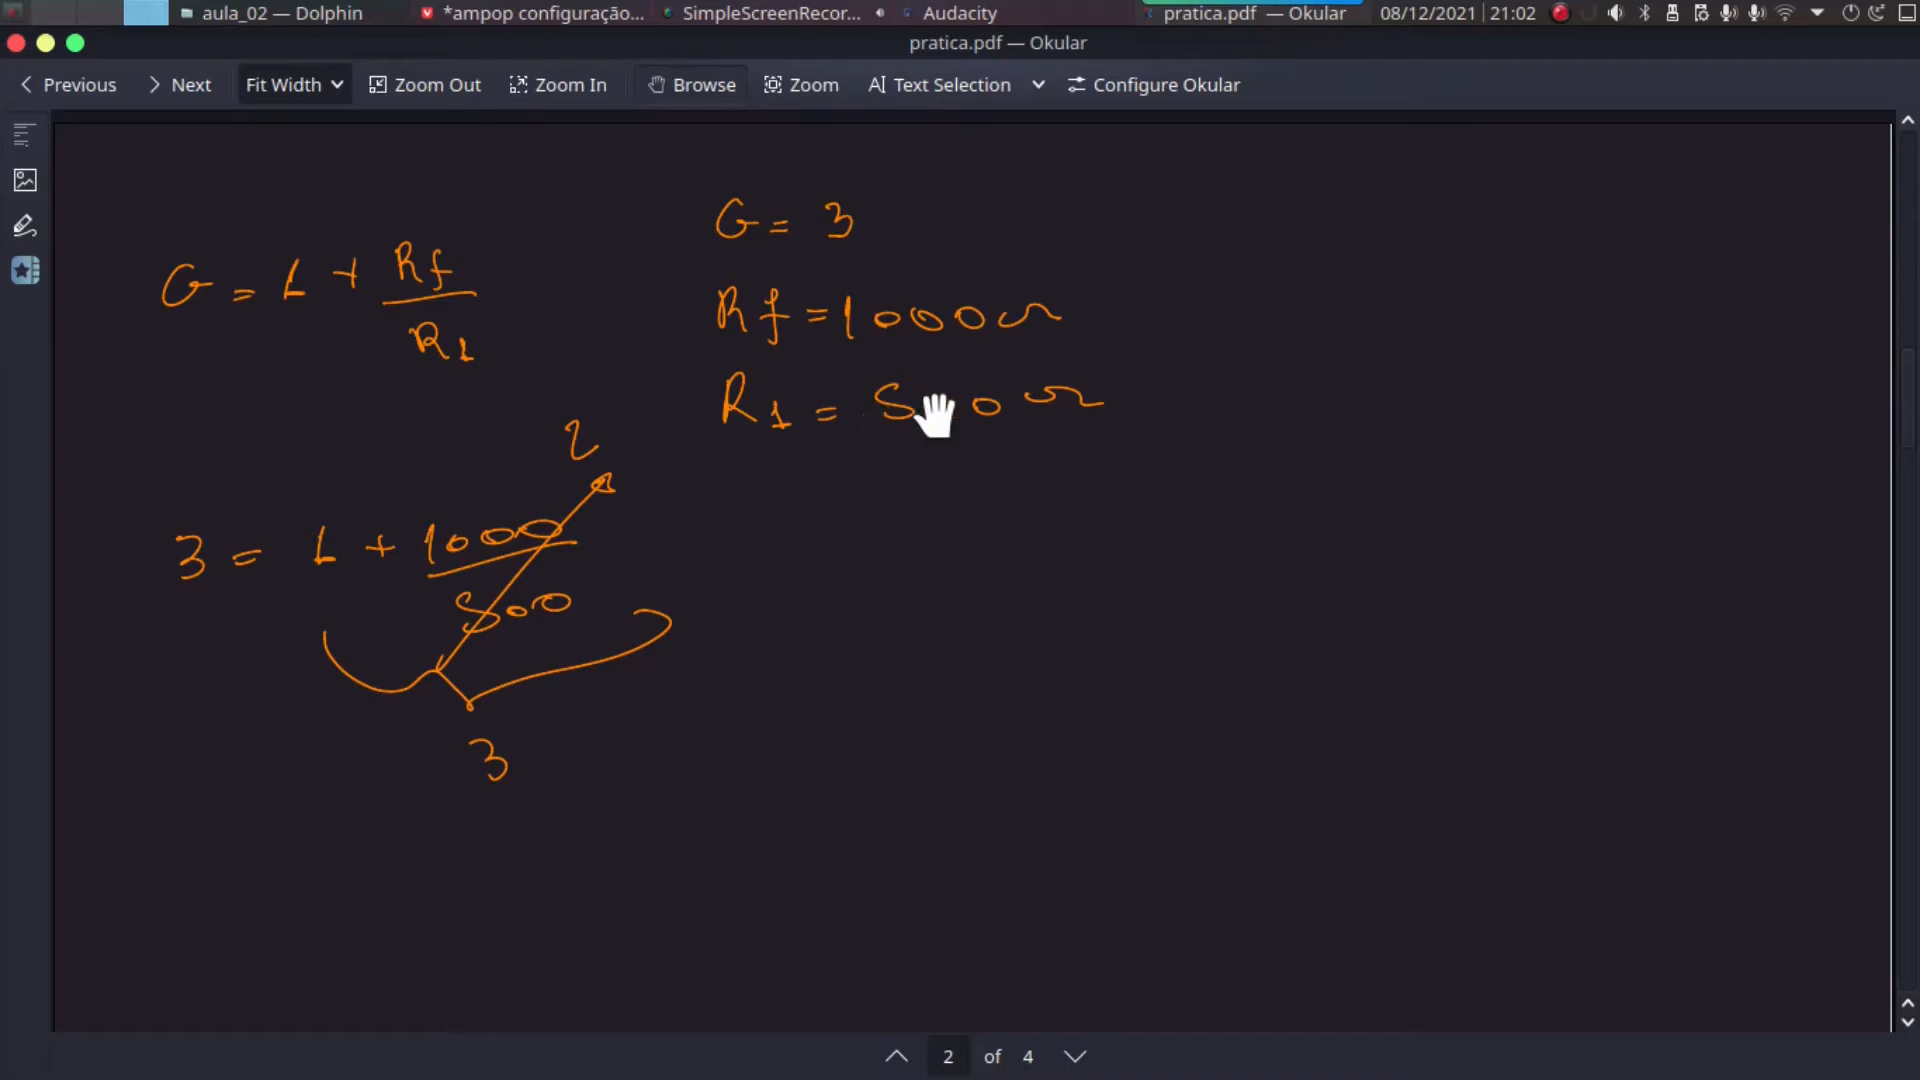 aula_02 — Dolphin
*ampop configuração...
SimpleScreenRecor...
Audacity
pratica.pdf — Okular
08/12/2021 | 21:02
pratica.pdf — Okular
Previous
Next
Fit Width
Zoom Out
Zoom In
Browse
Zoom
Text Selection
Configure Okular
G = 1 + Rf
R1
G = 3
Rf = 1000Ω
R1 = 500Ω
2
3 = 1 + 1000
500
3
2 of 4